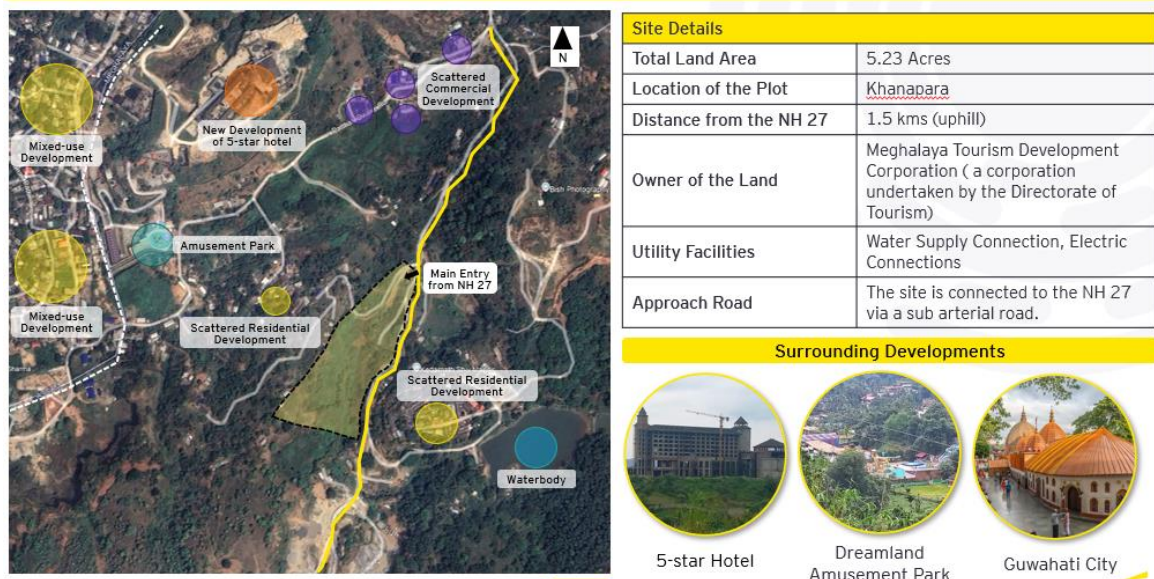 N
Scattered
Commercial
Development
New Development
of 5-star hotel
Mixed-use
Development
Bish Photography
Amusement Park
Main Entry
from NH 27
Mixed-use
Development
Scattered Residential
Development
Scattered Residential
Development
Waterbody
Site Details
Total Land Area 5.23 Acres
Location of the Plot Khanapara
Distance from the NH 27 1.5 kms (uphill)
Owner of the Land Meghalaya Tourism Development
Corporation ( a corporation
undertaken by the Directorate of
Tourism)
Utility Facilities Water Supply Connection, Electric
Connections
Approach Road The site is connected to the NH 27
via a sub arterial road.
Surrounding Developments
5-star Hotel
Dreamland
Amusement Park
Guwahati City